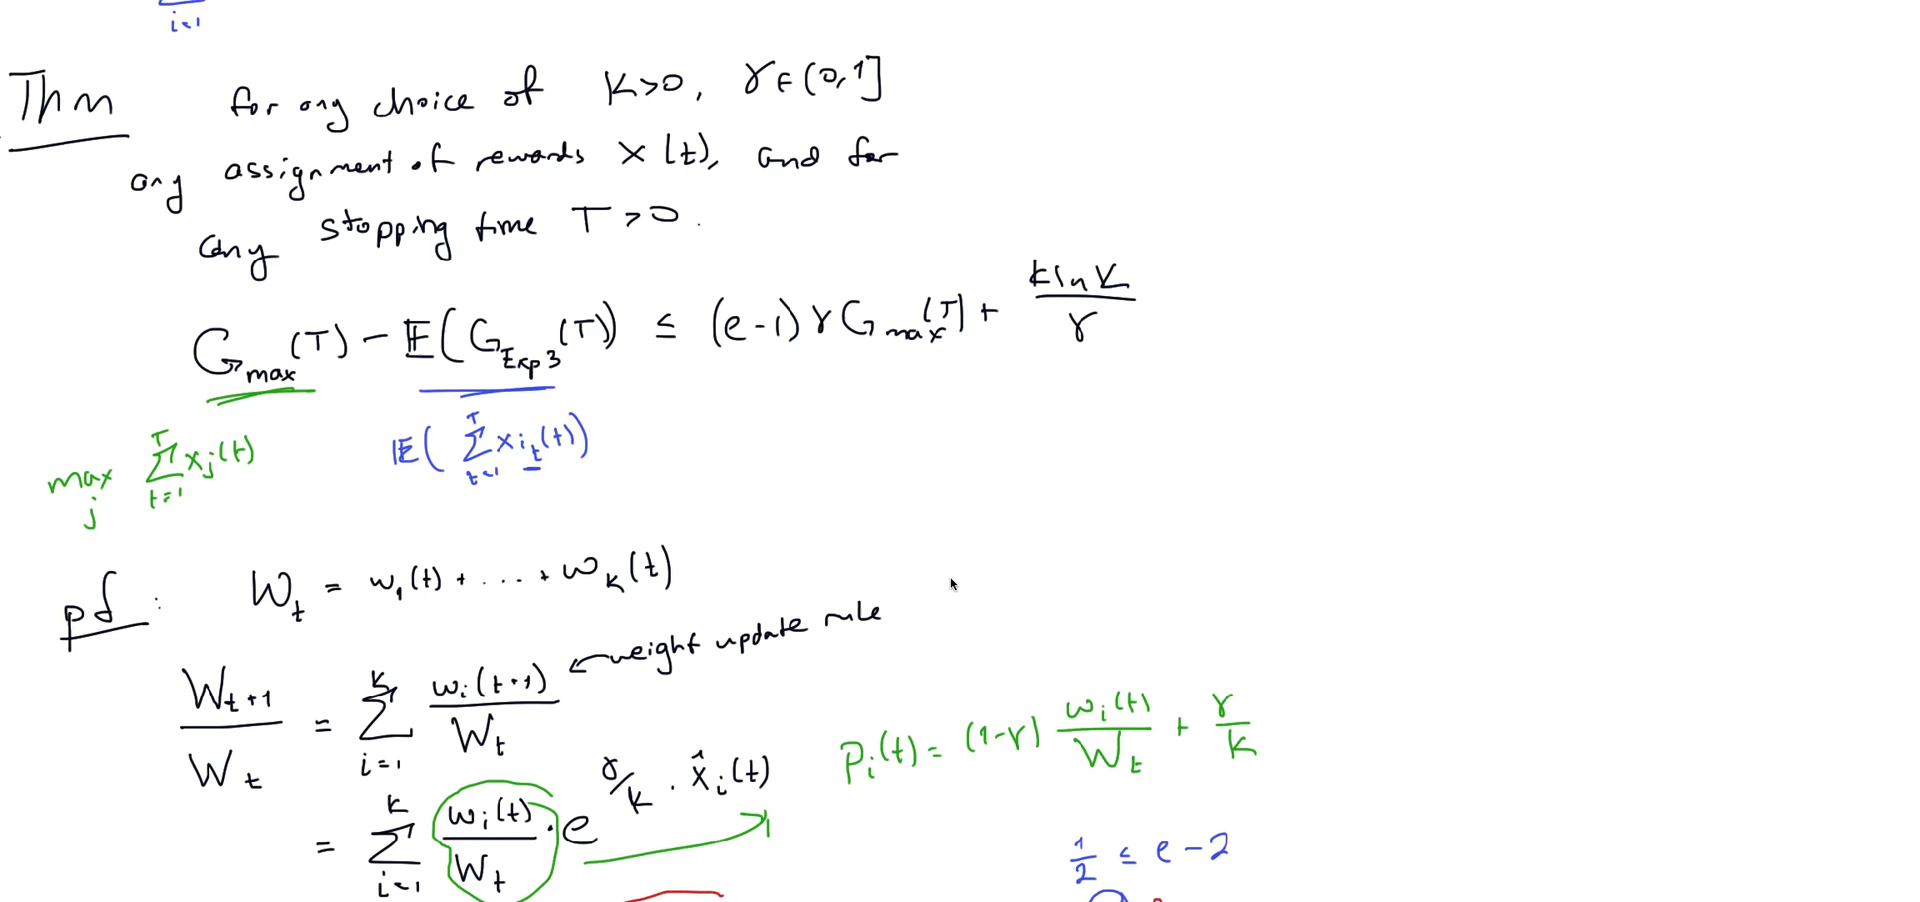 i=1
Thm for any choice of K>0, γ∈(0,1]
any assignment of rewards x(t), and for
any stopping time T>0.
G_max(T) − 𝔼(G_Exp3(T)) ≤ (e-1)γG_max(T) + (K ln K)/γ
max_j Σ_{t=1}^T x_j(t) 𝔼(Σ_{t=1}^T x_{i_t}(t))
pf: W_t = w_1(t) + ... + w_K(t)
W_{t+1}/W_t = Σ_{i=1}^K w_i(t+1)/W_t ← weight update rule
P_i(t) = (1-γ) w_i(t)/W_t + γ/K
= Σ_{i=1}^K w_i(t)/W_t · e^{γ/K · x̂_i(t)}
1/2 ≤ e-2